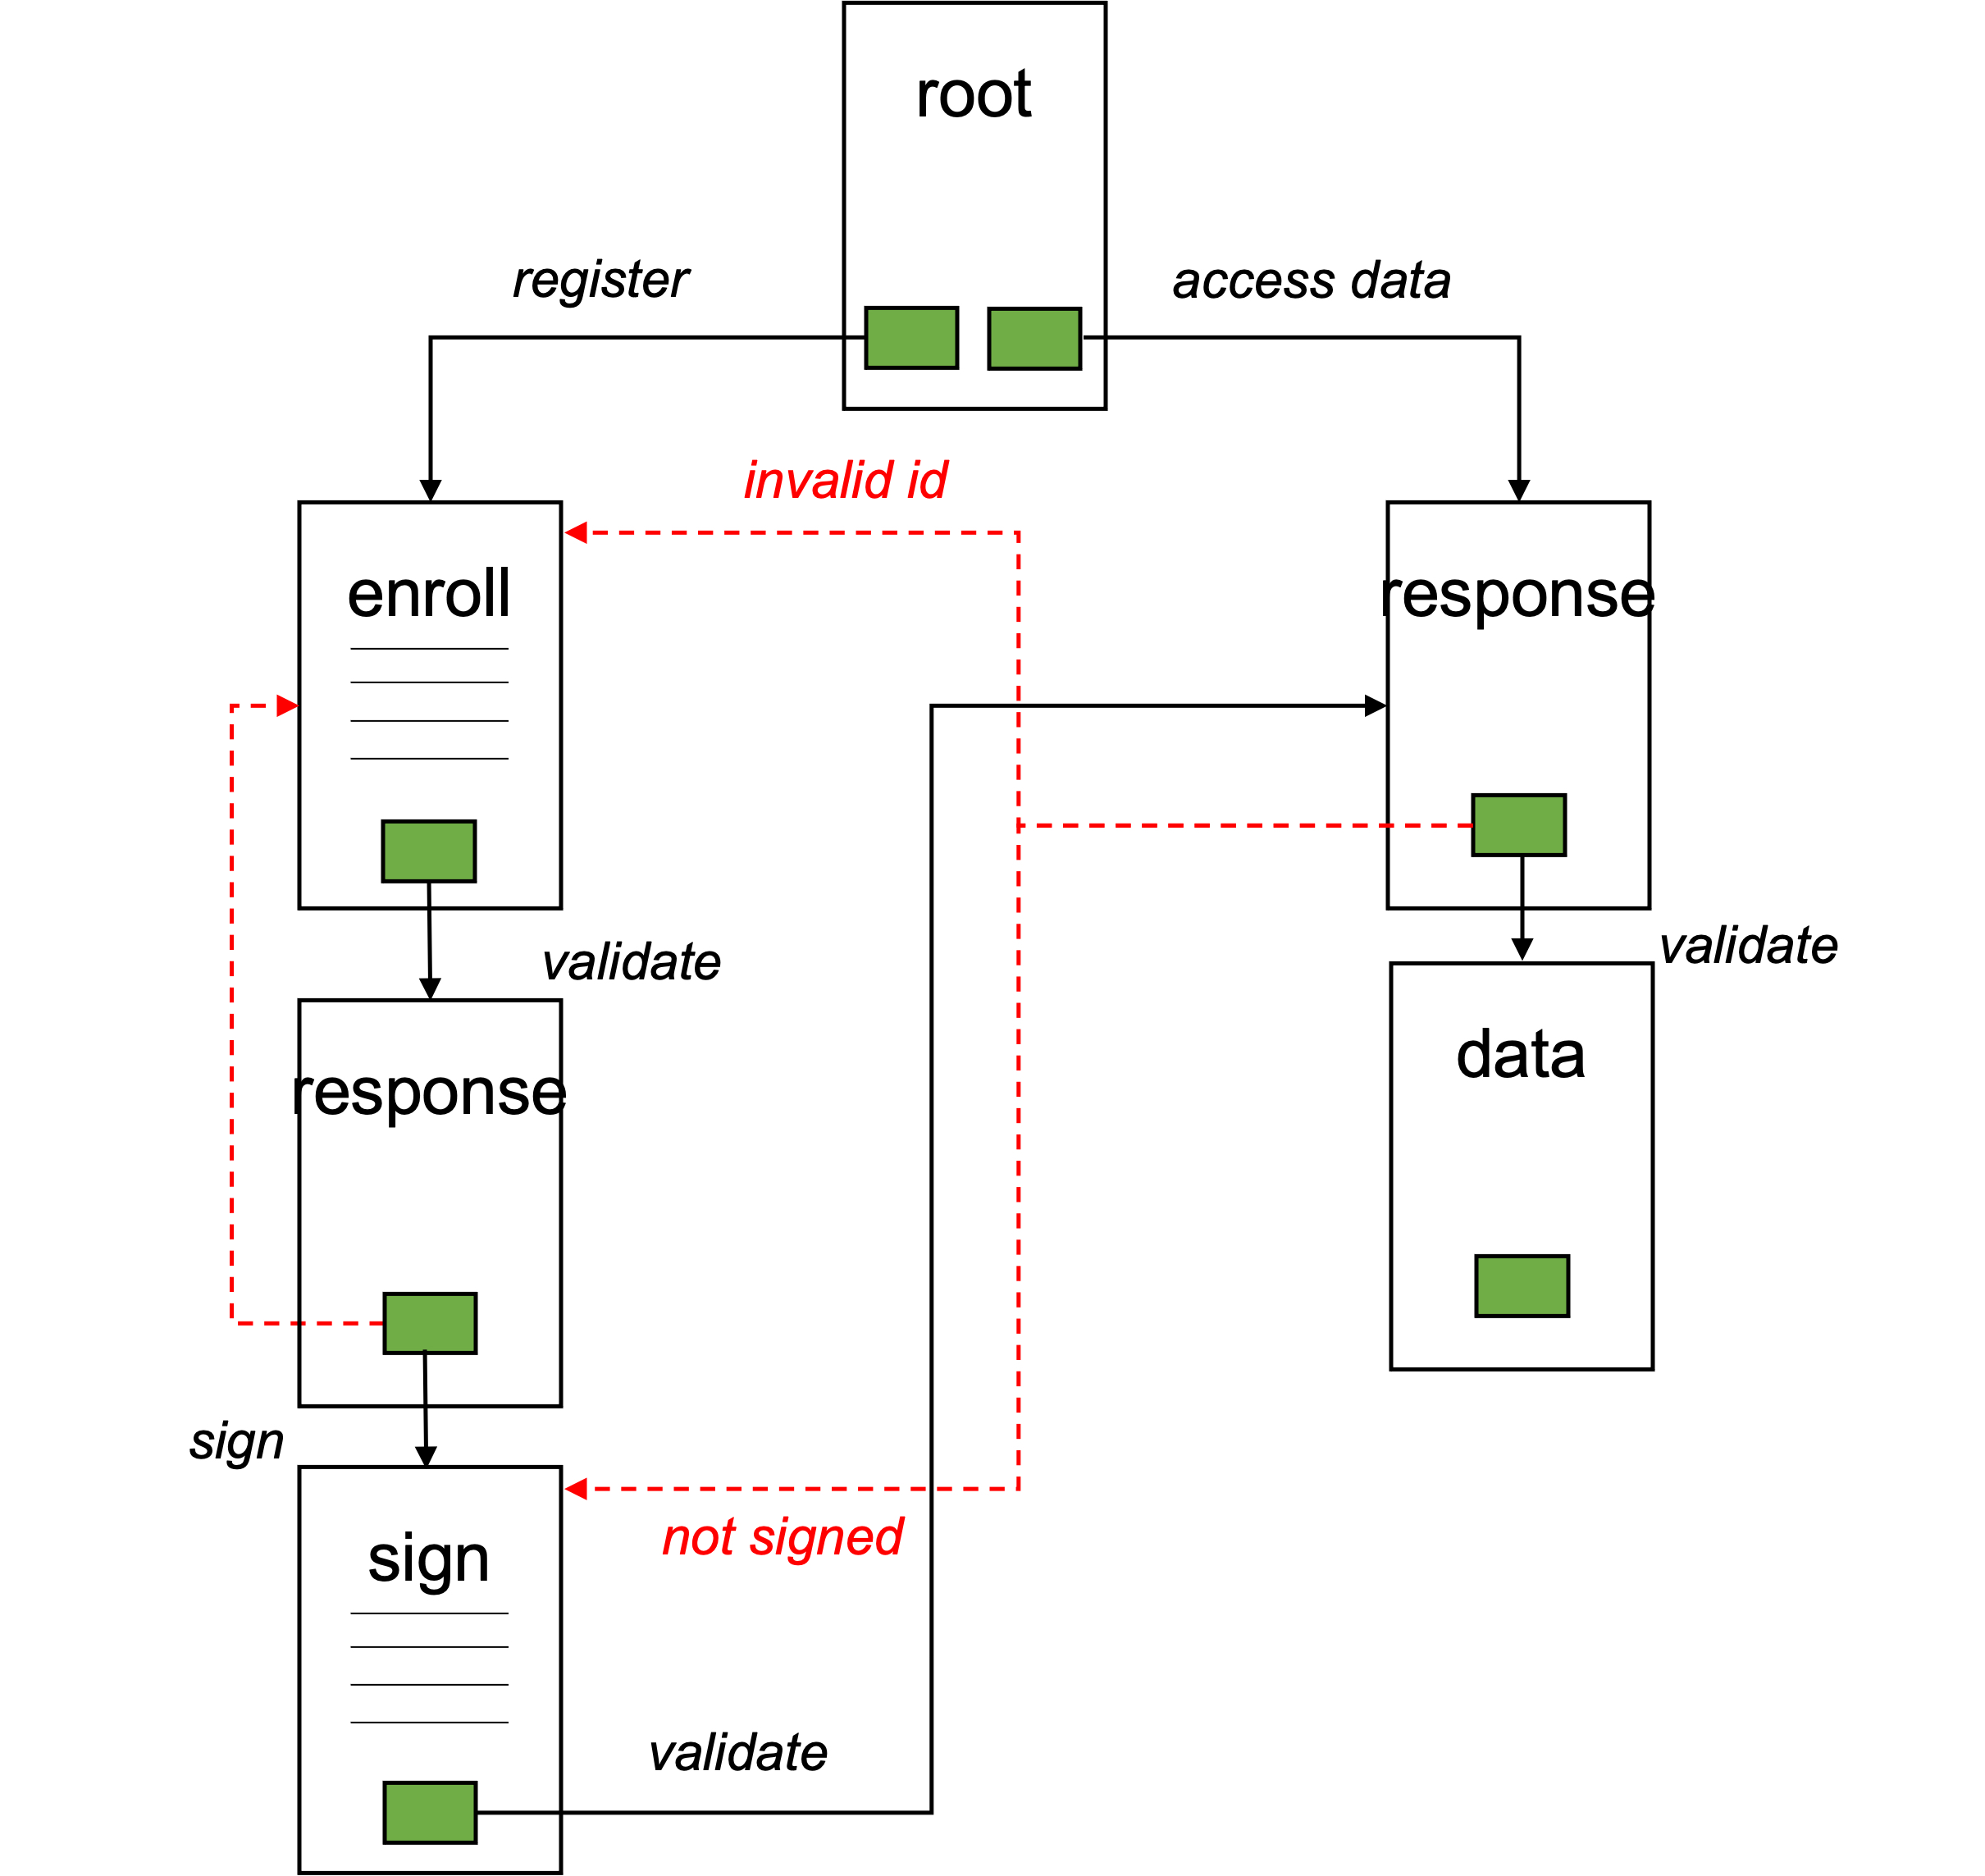 root
register
access data
invalid id
enroll
response
validate
validate
response
data
sign
not signed
sign
validate